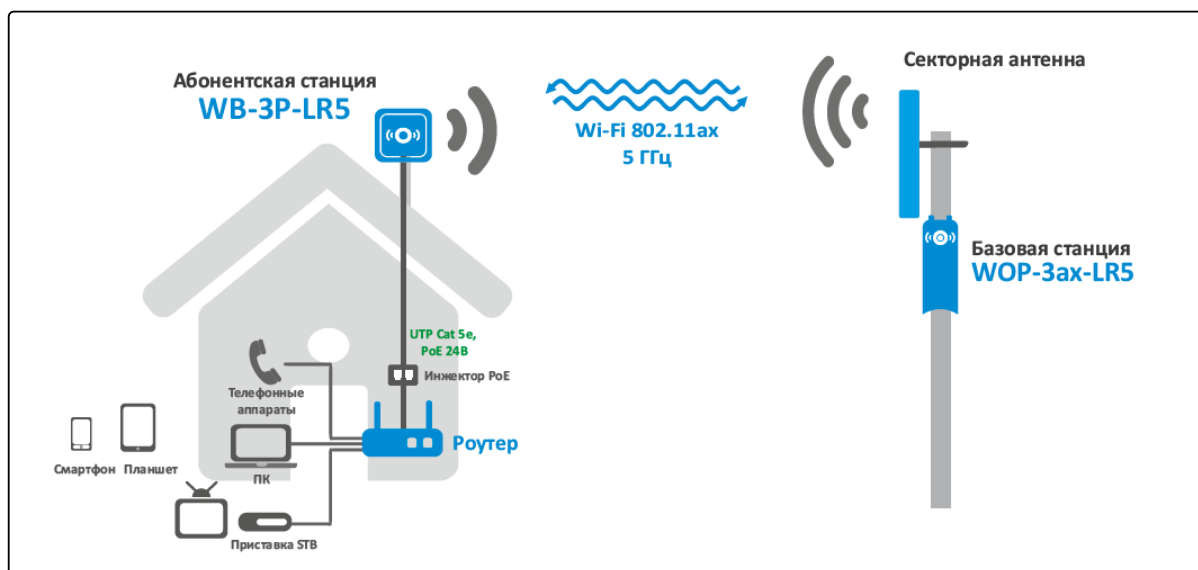 Абонентская станция
WB-3P-LR5
Wi-Fi 802.11ax
5 ГГц
Секторная антенна
Базовая станция
WOP-3ax-LR5
UTP Cat 5e,
PoE 24В
Инжектор PoE
Телефонные
аппараты
Роутер
Смартфон
Планшет
ПК
Приставка STB